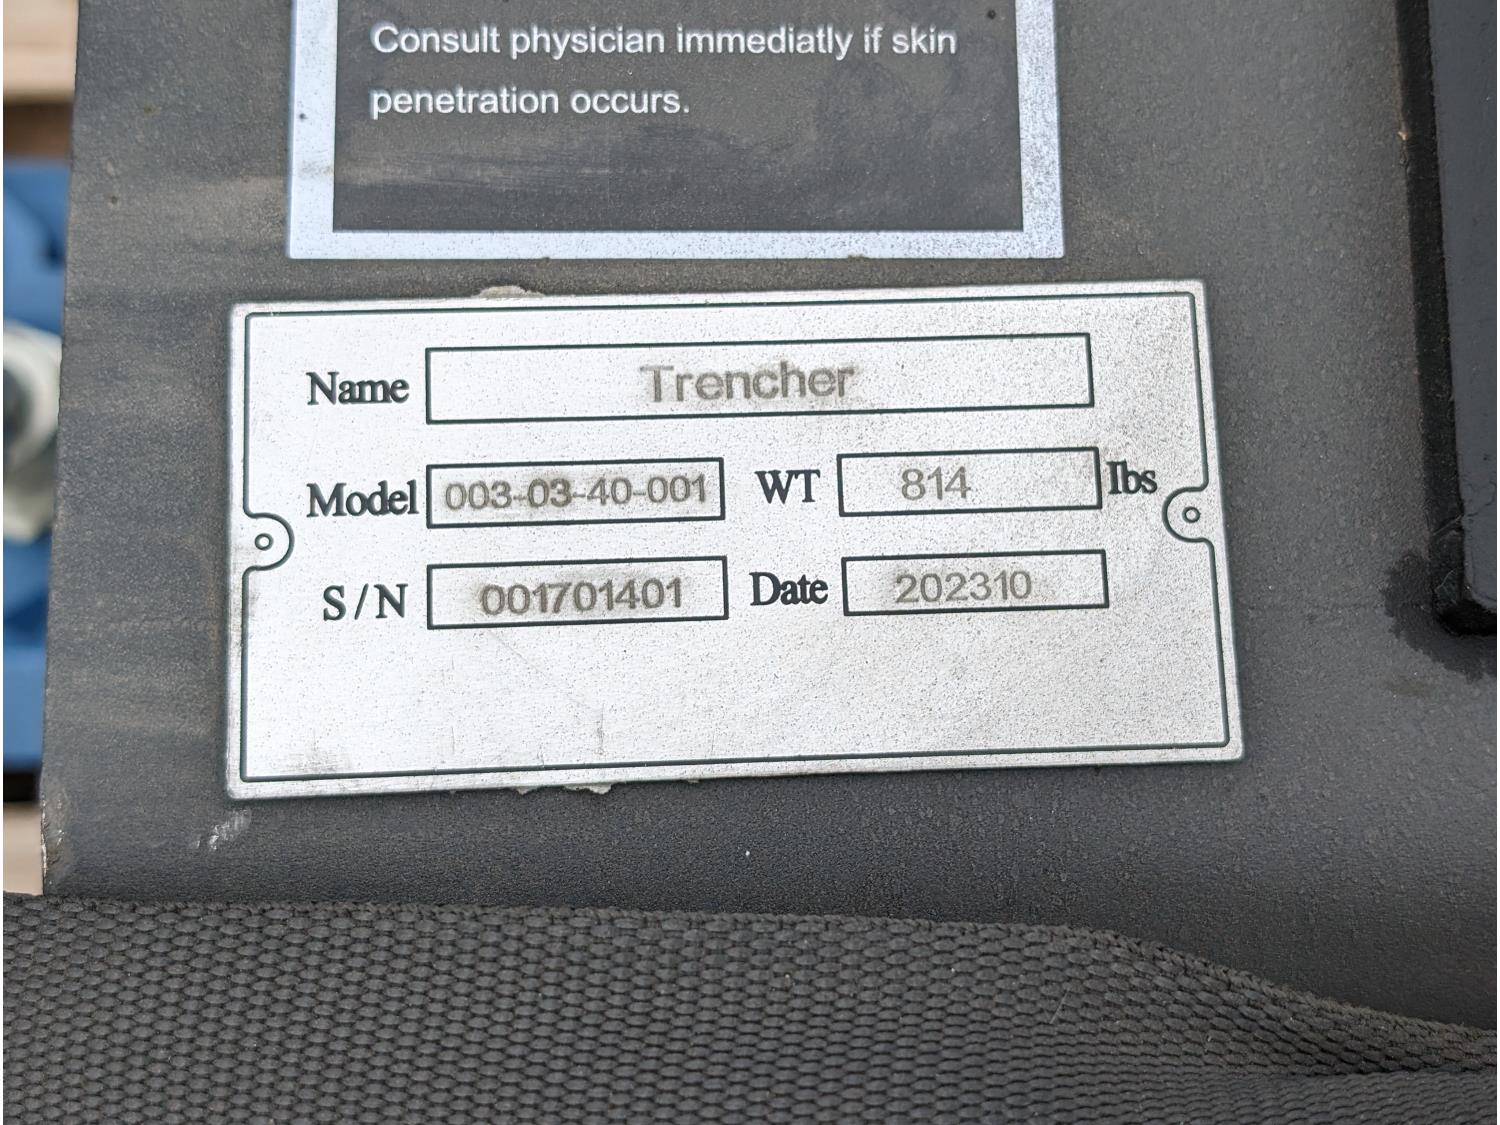 Consult physician immediatly if skin
penetration occurs.
Name Trencher
Model 003-03-40-001 WT 814 lbs
S/N 001701401 Date 202310